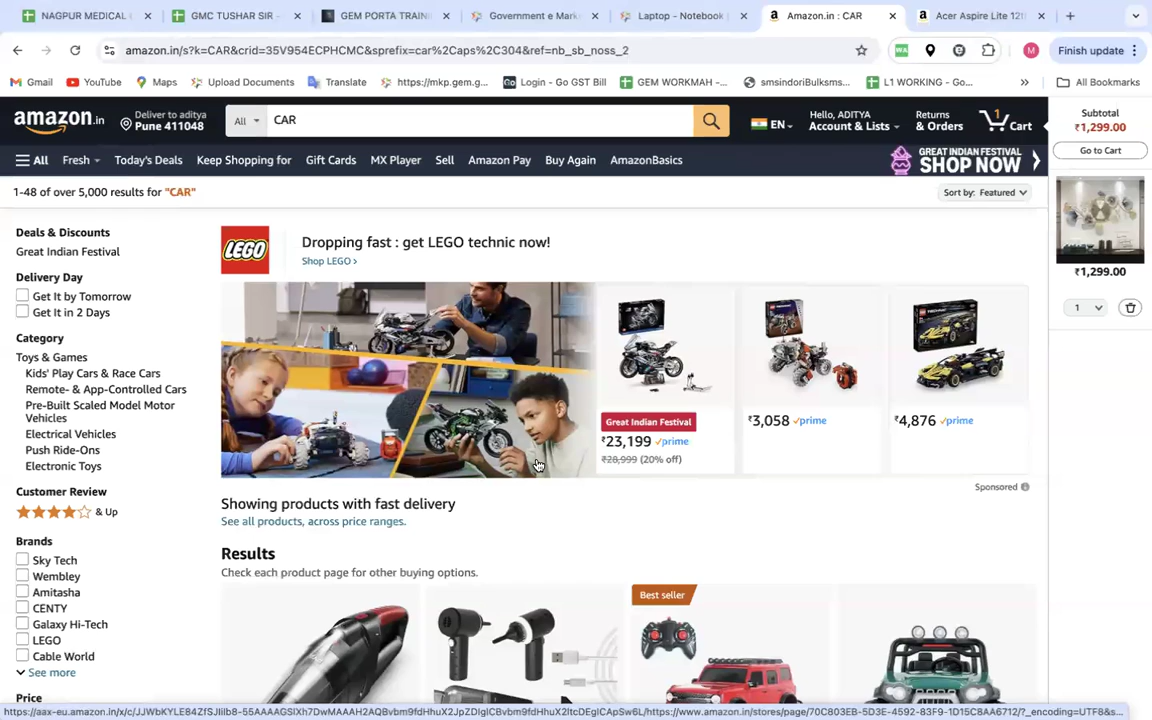 NAGPUR MEDICAL
GMC TUSHAR SIR -
GEM PORTA TRAINI
Government e Mark
Laptop - Notebook
Amazon.in : CAR
Acer Aspire Lite 12th
amazon.in/s?k=CAR&crid=35V954ECPHCMC&sprefix=car%2Caps%2C304&ref=nb_sb_noss_2
WA
M
Finish update
Gmail
YouTube
Maps
Upload Documents
Translate
https://mkp.gem.g...
Login - Go GST Bill
GEM WORKMAH -...
smsindoriBulksms...
L1 WORKING - Go...
All Bookmarks
amazon.in
Deliver to aditya
Pune 411048
All
CAR
EN
Hello, ADITYA
Account & Lists
Returns
& Orders
1
Cart
All
Fresh
Today's Deals
Keep Shopping for
Gift Cards
MX Player
Sell
Amazon Pay
Buy Again
AmazonBasics
GREAT INDIAN FESTIVAL
SHOP NOW
Subtotal
₹1,299.00
Go to Cart
₹1,299.00
1
1-48 of over 5,000 results for "CAR"
Sort by: Featured
Deals & Discounts
Great Indian Festival
Delivery Day
Get It by Tomorrow
Get It in 2 Days
Category
Toys & Games
Kids' Play Cars & Race Cars
Remote- & App-Controlled Cars
Pre-Built Scaled Model Motor
Vehicles
Electrical Vehicles
Push Ride-Ons
Electronic Toys
Customer Review
& Up
Brands
Sky Tech
Wembley
Amitasha
CENTY
Galaxy Hi-Tech
LEGO
Cable World
See more
Price
LEGO
Dropping fast : get LEGO technic now!
Shop LEGO ›
Great Indian Festival
₹23,199 prime
₹28,999 (20% off)
₹3,058 prime
₹4,876 prime
Sponsored
Showing products with fast delivery
See all products, across price ranges.
Results
Check each product page for other buying options.
Best seller